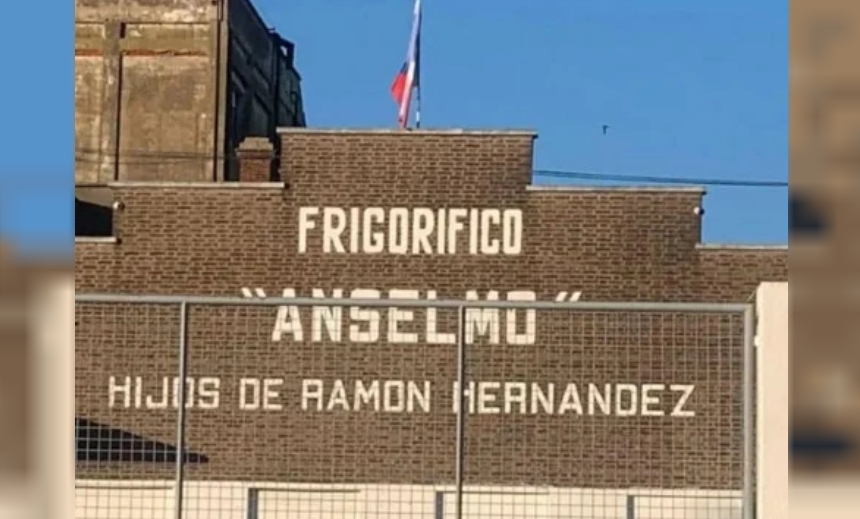 FRIGORIFICO
"ANSELMO"
HIJOS DE RAMON HERNANDEZ